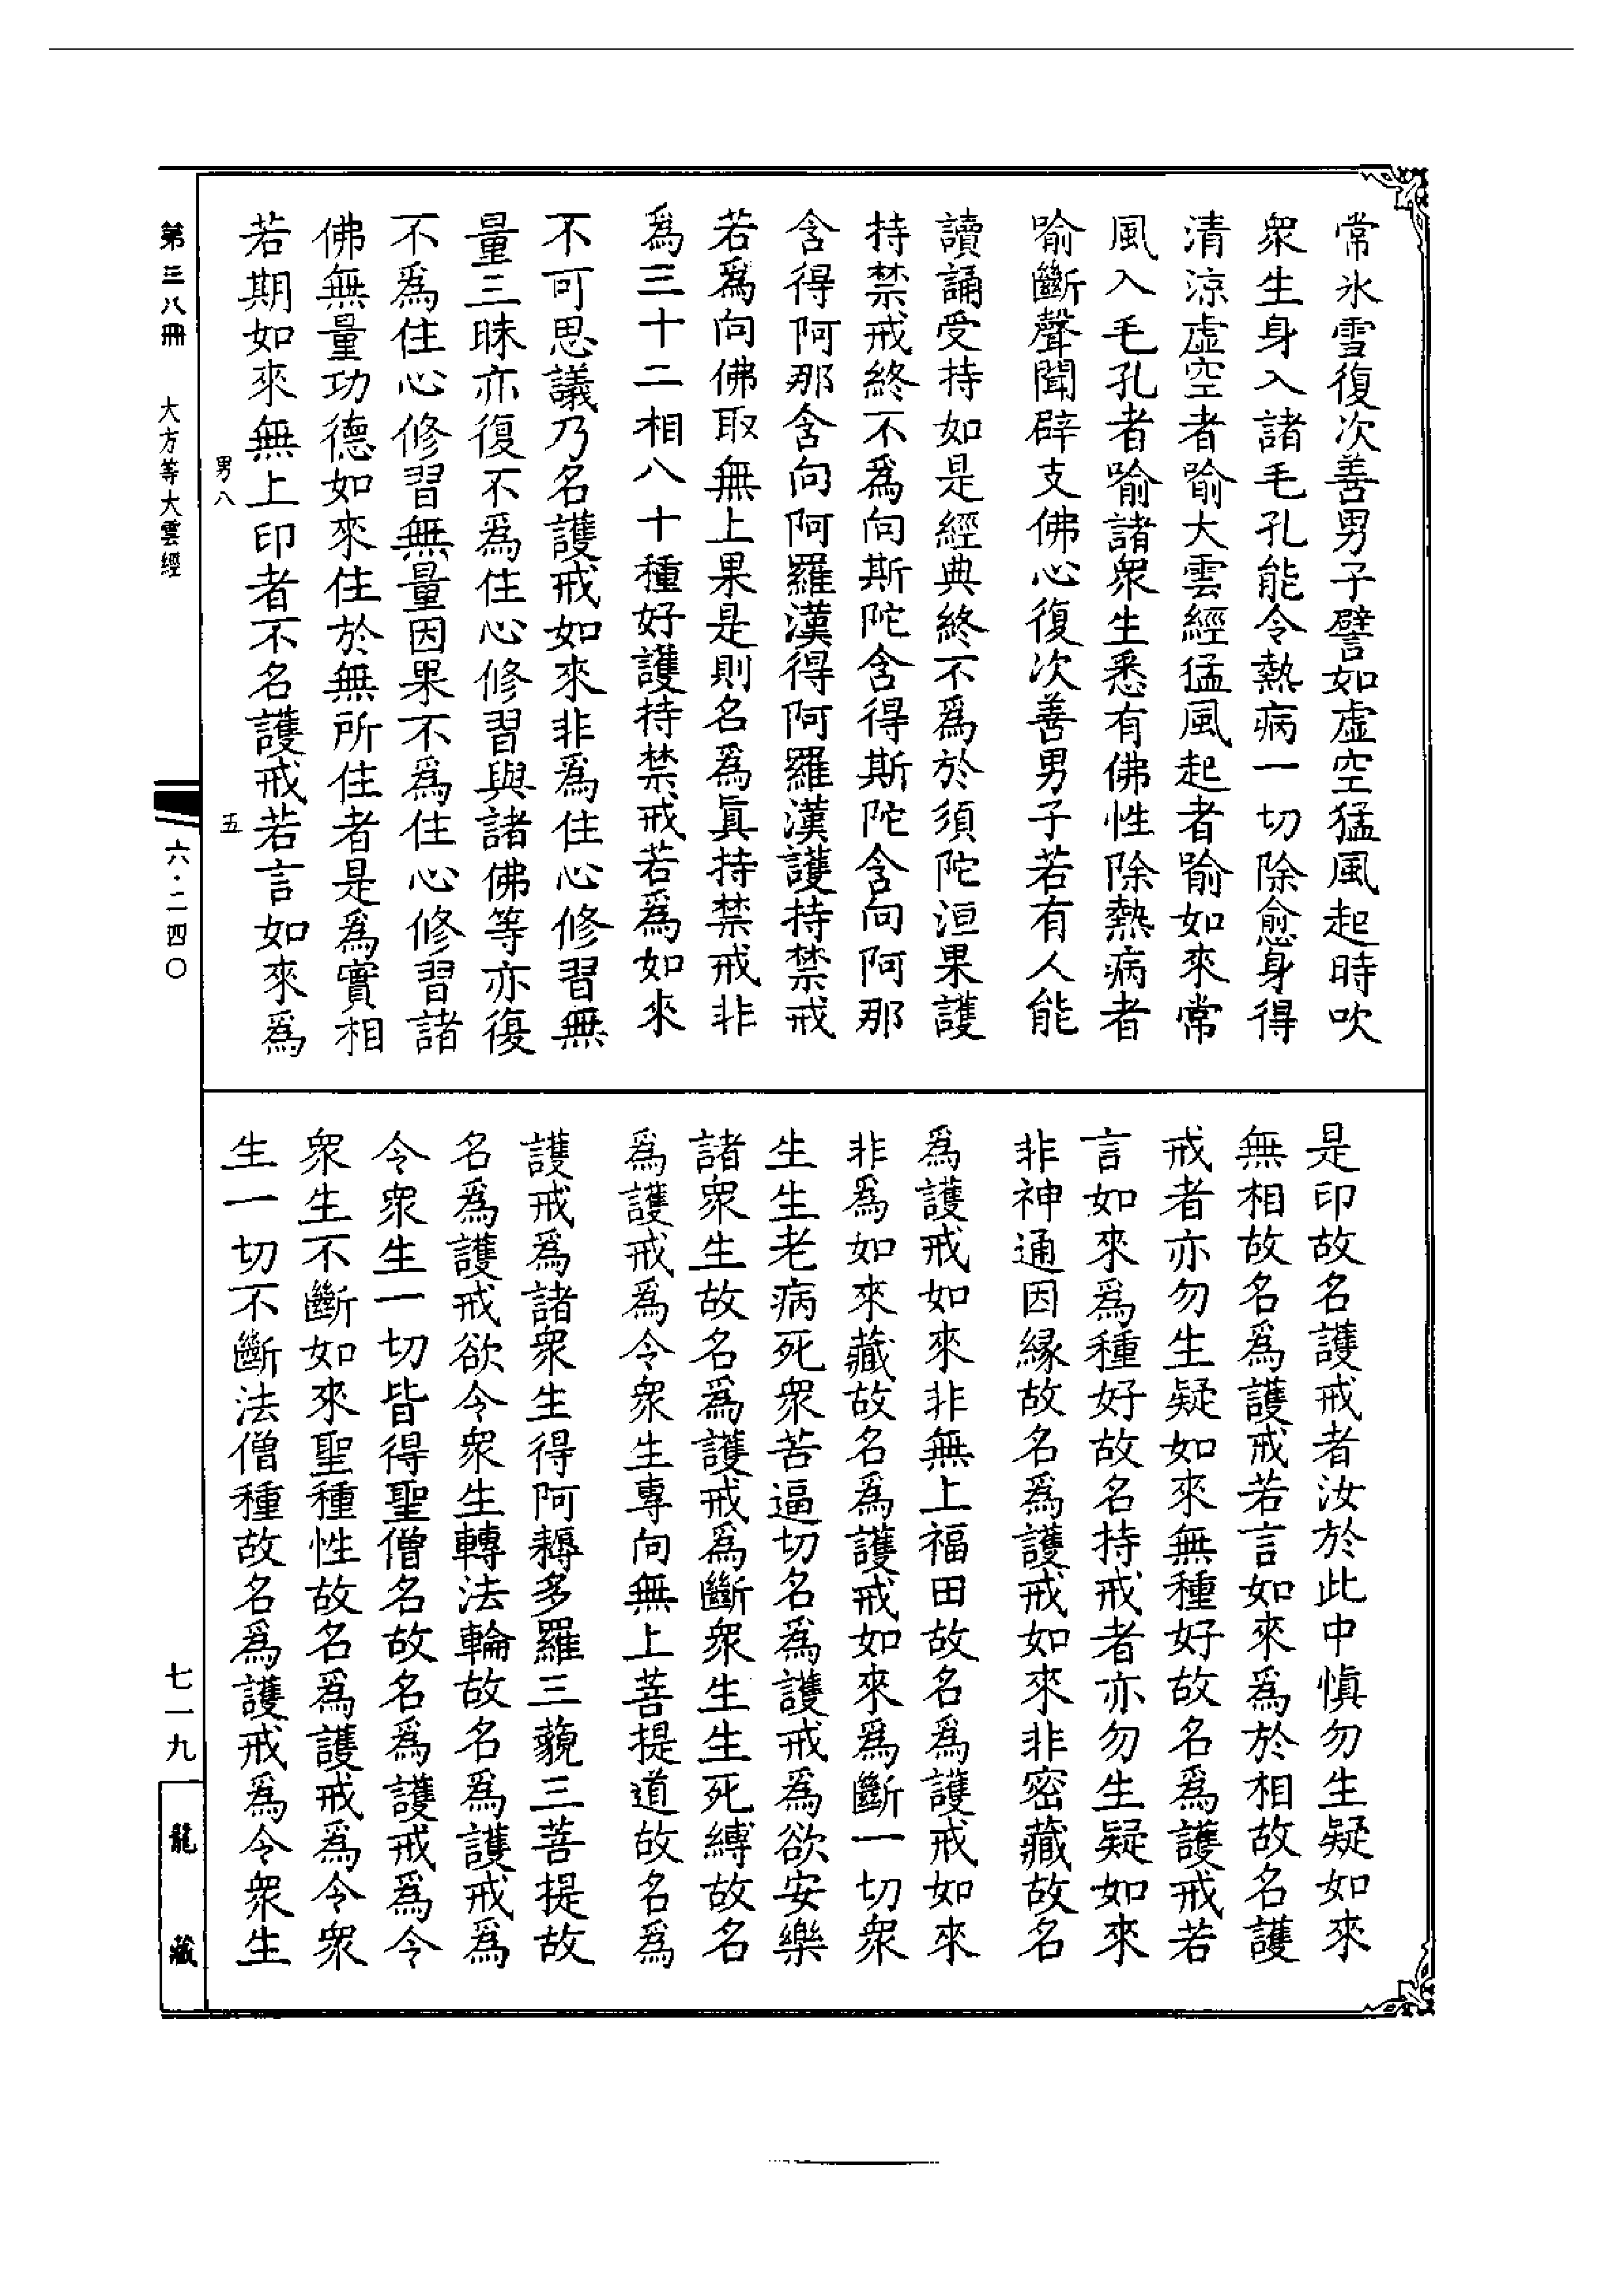 常氷雪復次善男子譬如虛空猛風起時吹
衆生身入諸毛孔能令熱病一切除愈身得
清涼虛空者喻大雲經猛風起者喻如來常
風入毛孔者喻諸衆生悉有佛性除熱病者
喻斷聲聞辟支佛心復次善男子若有人能
讀誦受持如是經典終不爲於須陀洹果護
持禁戒終不爲向斯陀含得斯陀含向阿那
含得阿那含向阿羅漢得阿羅漢護持禁戒
若爲向佛取無上果是則名爲眞持禁戒非
爲三十二相八十種好護持禁戒若爲如來
不可思議乃名護戒如來非爲住心修習無
量三昧亦復不爲住心修習與諸佛等亦復
不爲住心修習無量因果不爲住心修習諸
佛無量功德如來住於無所住者是爲實相
若期如來無上印者不名護戒若言如來爲
是印故名護戒者汝於此中愼勿生疑如來
無相故名爲護戒若言如來爲於相故名護
戒者亦勿生疑如來無種好故名爲護戒若
言如來爲種好故名持戒者亦勿生疑如來
非神通因緣故名爲護戒如來非密藏故名
爲護戒如來非無上福田故名爲護戒如來
非爲如來藏故名爲護戒如來爲斷一切衆
生生老病死衆苦逼切名爲護戒爲欲安樂
諸衆生故名爲護戒爲斷衆生生死縛故名
爲護戒爲令衆生專向無上菩提道故名爲
護戒爲諸衆生得阿耨多羅三藐三菩提故
名爲護戒欲令衆生轉法輪故名爲護戒爲
令衆生一切皆得聖僧名故名爲護戒爲令
衆生不斷如來聖種性故名爲護戒爲令衆
生一切不斷法僧種故名爲護戒爲令衆生
男八
五
第三八冊
大方等大雲經
六·二四〇
七一九
龍藏